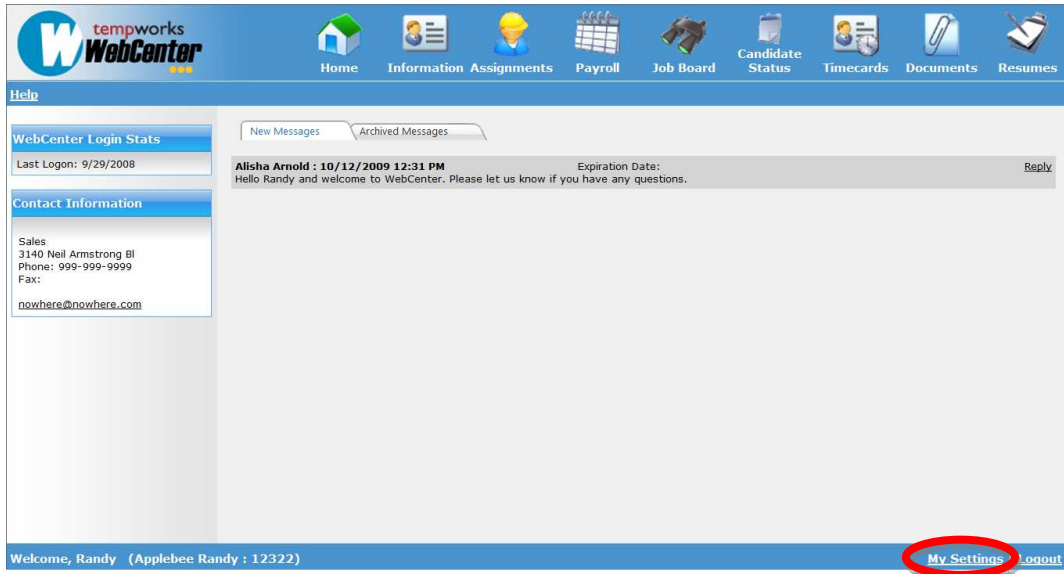 tempworks
WebCenter
Home Information Assignments Payroll Job Board Candidate Status Timecards Documents Resumes
Help
WebCenter Login Stats
Last Logon: 9/29/2008
Contact Information
Sales
3140 Neil Armstrong Bl
Phone: 999-999-9999
Fax:
nowhere@nowhere.com
New Messages Archived Messages
Alisha Arnold : 10/12/2009 12:31 PM Expiration Date: Reply
Hello Randy and welcome to WebCenter. Please let us know if you have any questions.
Welcome, Randy (Applebee Randy : 12322) My Settings Logout